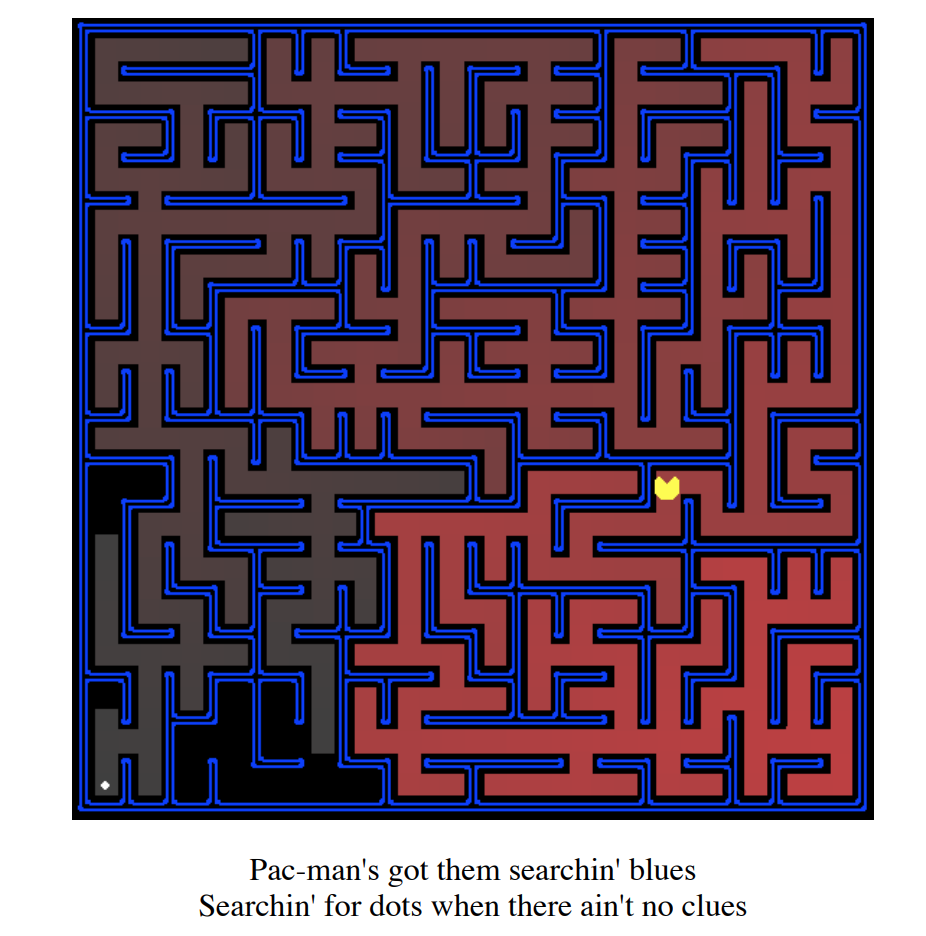 Pac-man's got them searchin' blues
Searchin' for dots when there ain't no clues